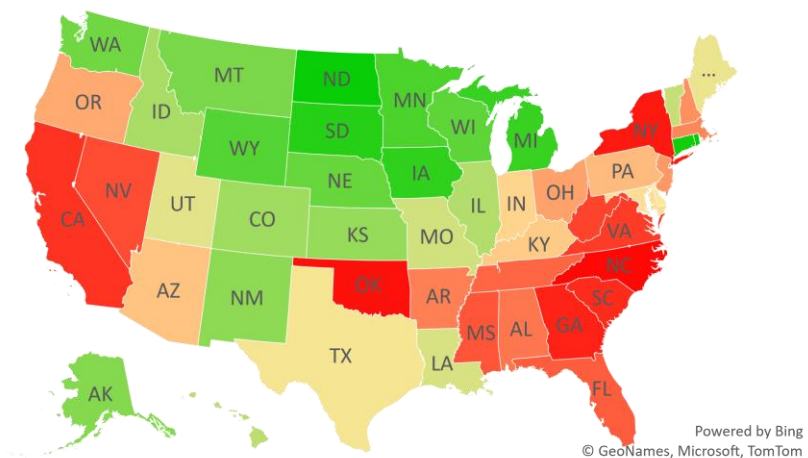 WA
MT
ND
MN
...
OR
ID
SD
WI
MI
NY
WY
IA
NE
PA
NV
UT
CO
IL
IN
OH
CA
KS
MO
KY
VA
AZ
NM
OK
AR
NC
SC
MS
AL
GA
TX
LA
AK
FL
Powered by Bing
© GeoNames, Microsoft, TomTom